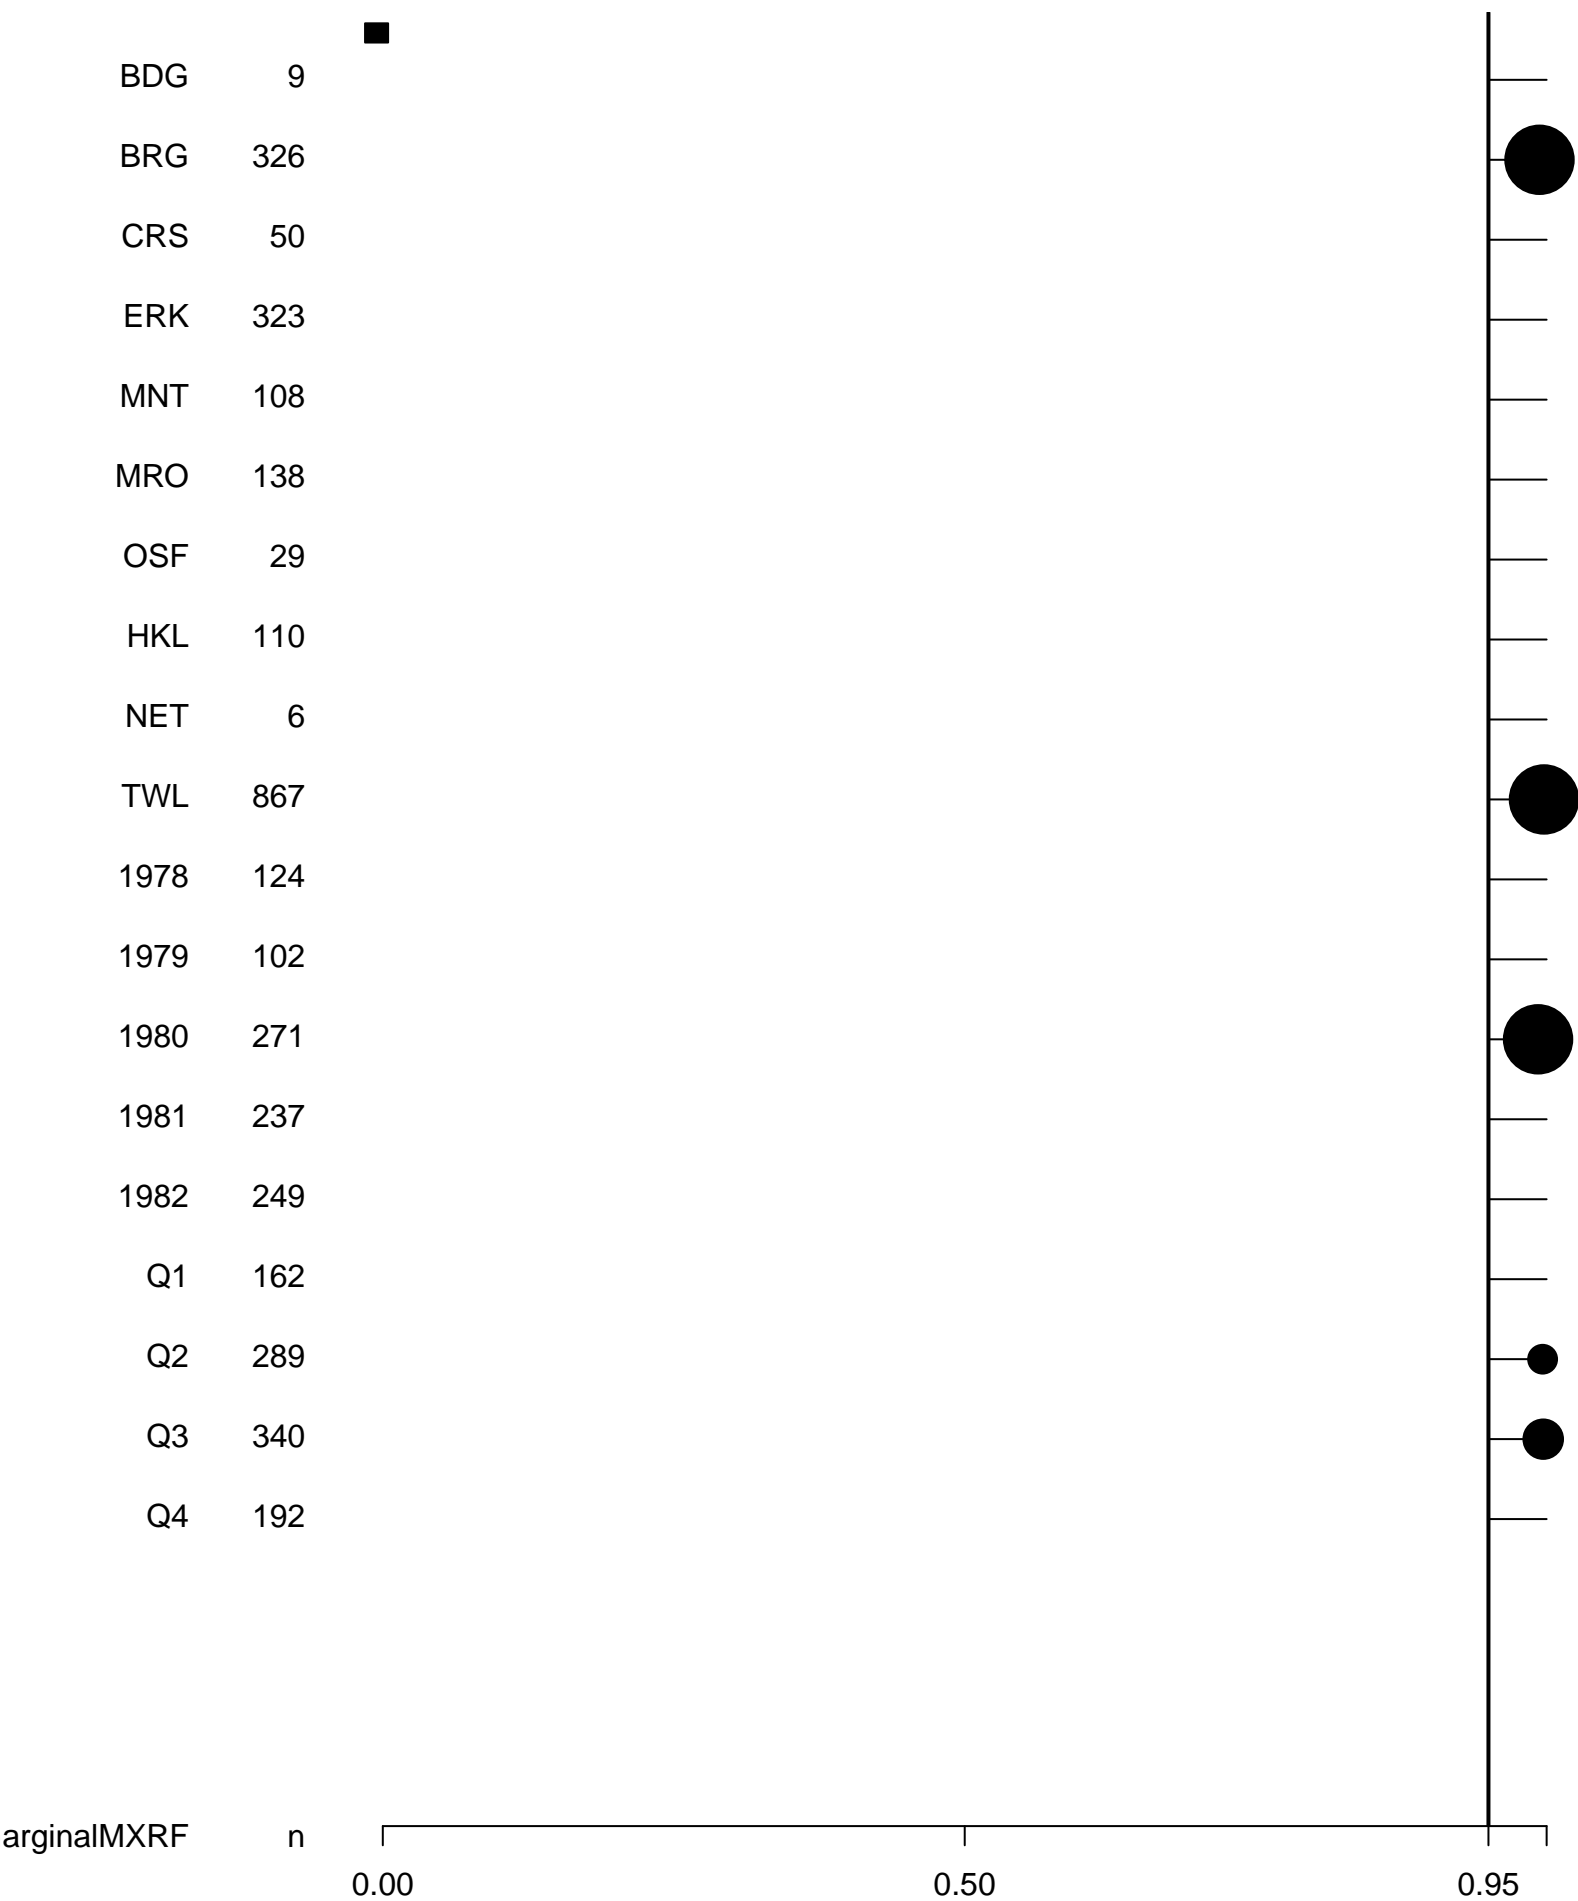 BDG 9
BRG 326
CRS 50
ERK 323
MNT 108
MRO 138
OSF 29
HKL 110
NET 6
TWL 867
1978 124
1979 102
1980 271
1981 237
1982 249
Q1 162
Q2 289
Q3 340
Q4 192
arginalMXRF n
0.00 0.50 0.95